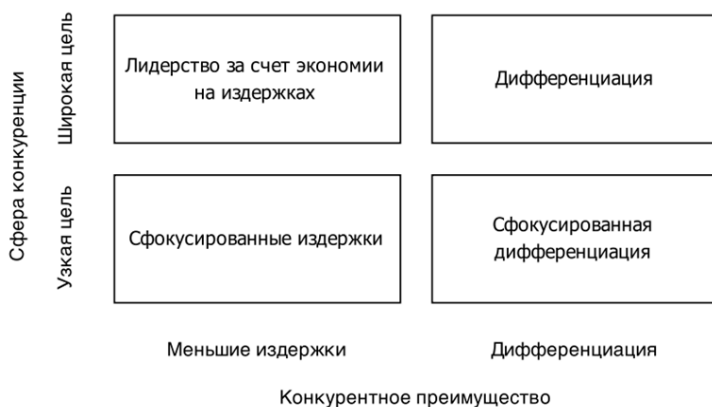 Сфера конкуренции
Широкая цель
Лидерство за счет экономии
на издержках
Дифференциация
Узкая цель
Сфокусированные издержки
Сфокусированная
дифференциация
Меньшие издержки
Дифференциация
Конкурентное преимущество